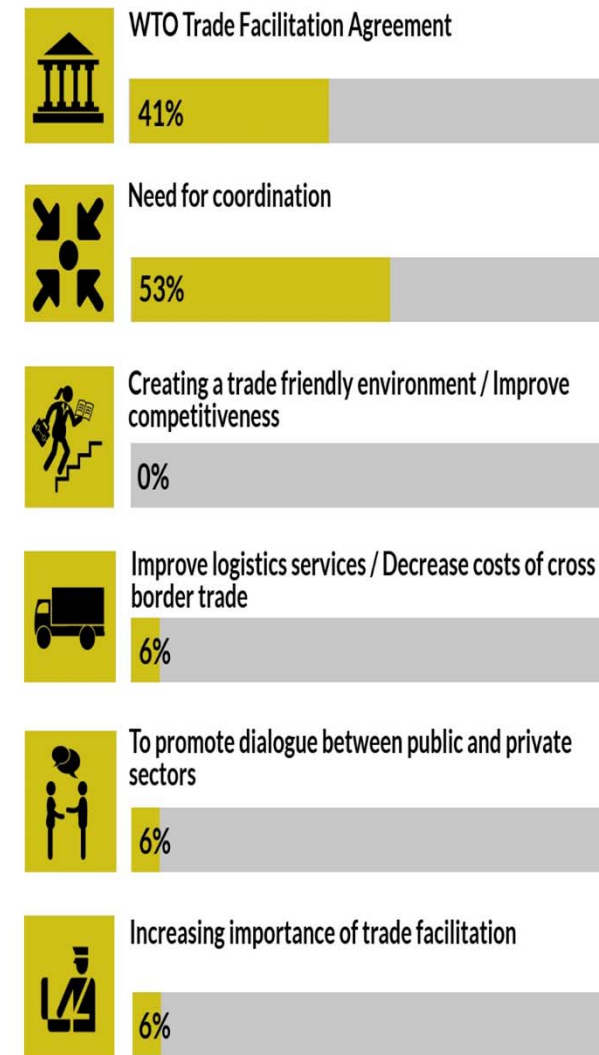 WTO Trade Facilitation Agreement
41%
Need for coordination
53%
Creating a trade friendly environment / Improve
competitiveness
0%
Improve logistics services / Decrease costs of cross
border trade
6%
To promote dialogue between public and private
sectors
6%
Increasing importance of trade facilitation
6%